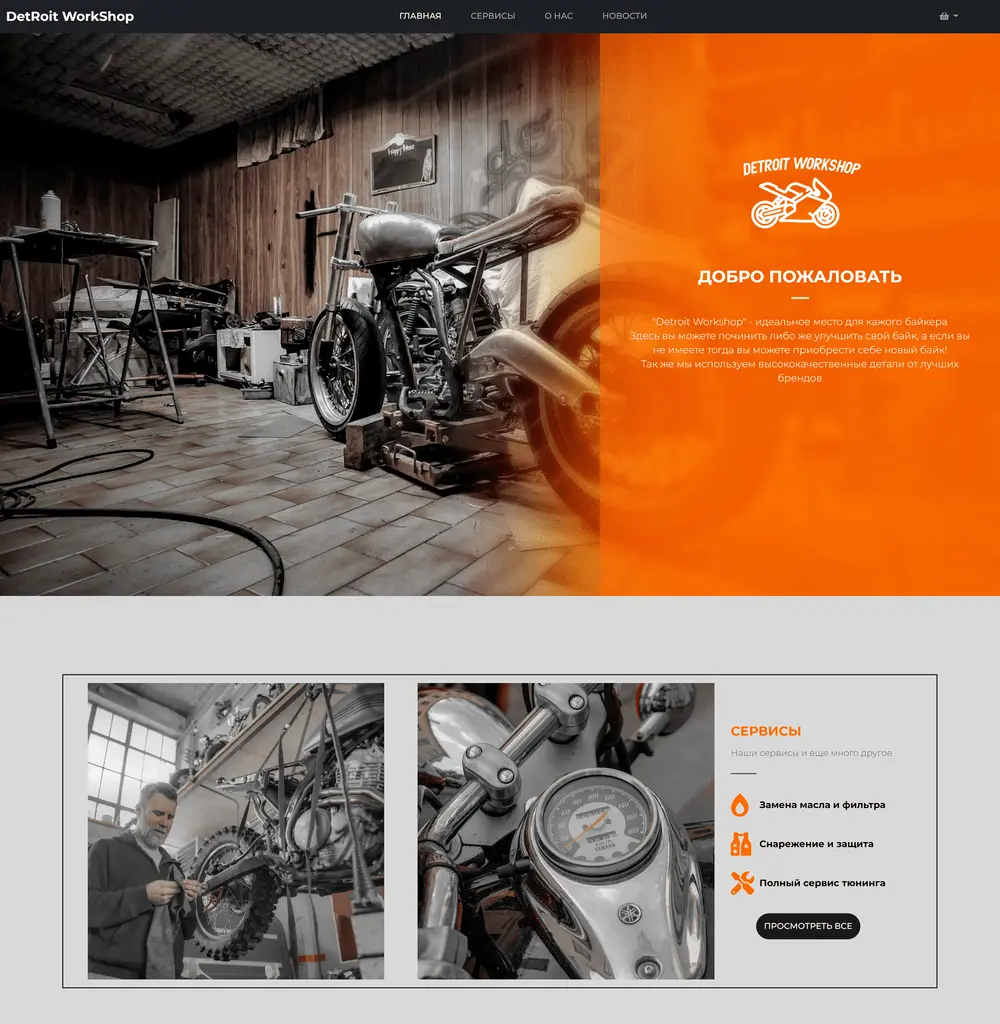 DetRoit WorkShop
ГЛАВНАЯ
СЕРВИСЫ
О НАС
НОВОСТИ
DETROIT WORKSHOP
ДОБРО ПОЖАЛОВАТЬ
"Detroit Workshop" - идеальное место для кажого байкера
Здесь вы можете починить либо же улучшить свой байк, а если вы
не имеете тогда вы можете приобрести себе новый байк!
Так же мы используем высококачественные детали от лучших
брендов
СЕРВИСЫ
Наши сервисы и еще много другое
Замена масла и фильтра
Снарежение и защита
Полный сервис тюнинга
ПРОСМОТРЕТЬ ВСЕ
YAMAHA